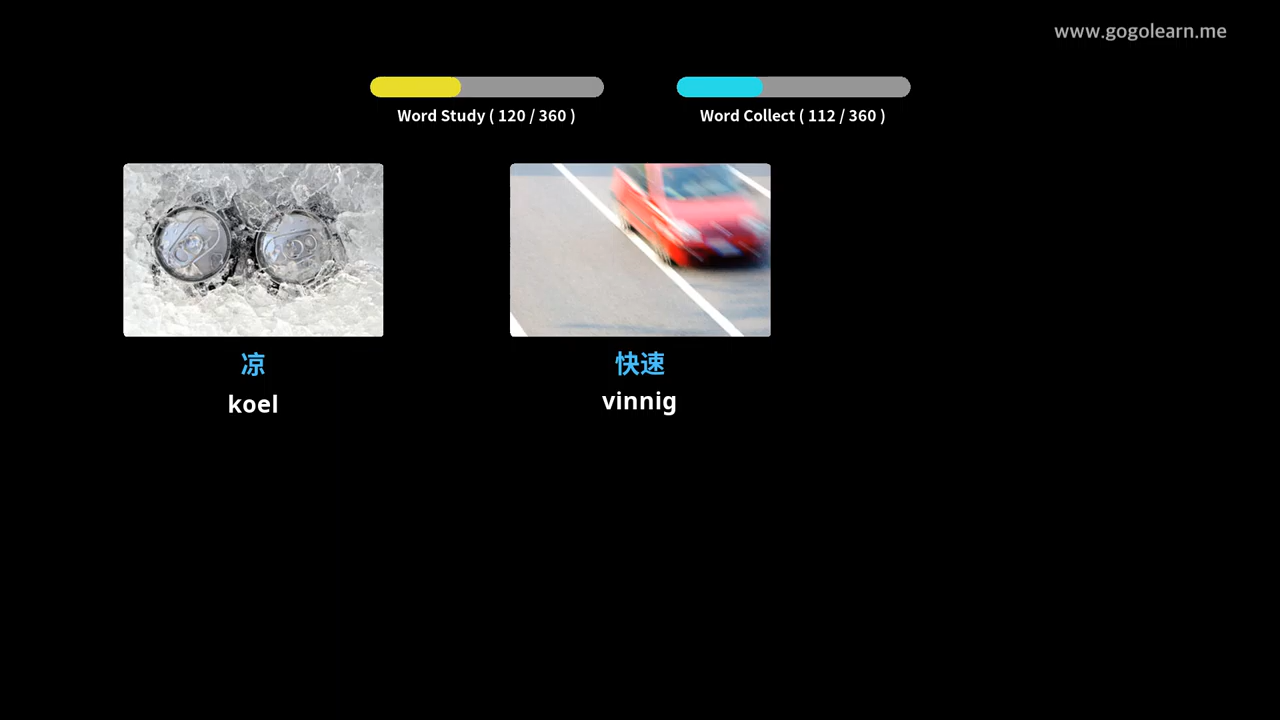 www.gogolearn.me
Word Study ( 120 / 360 )
Word Collect ( 112 / 360 )
凉
koel
快速
vinnig